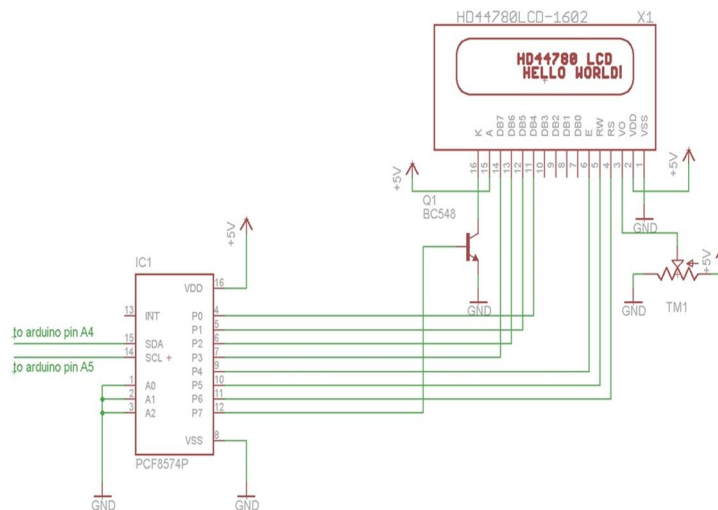 HD44780LCD-1602 X1
HD44780 LCD
HELLO WORLD!
K A DB7 DB6 DB5 DB4 DB3 DB2 DB1 DB0 E RW RS VO VDD VSS
16 15 14 13 12 11 10 9 8 7 6 5 4 3 2 1
+5V
+5V
Q1
BC548
GND
+5V
GND
+5V
GND
TM1
IC1
VDD 16
13 INT P0 4
P1 5
to arduino pin A4
15 SDA P2 6
14 SCL + P3 7
to arduino pin A5
P4 9
1 A0 P5 10
2 A1 P6 11
3 A2 P7 12
VSS 8
PCF8574P
GND
GND